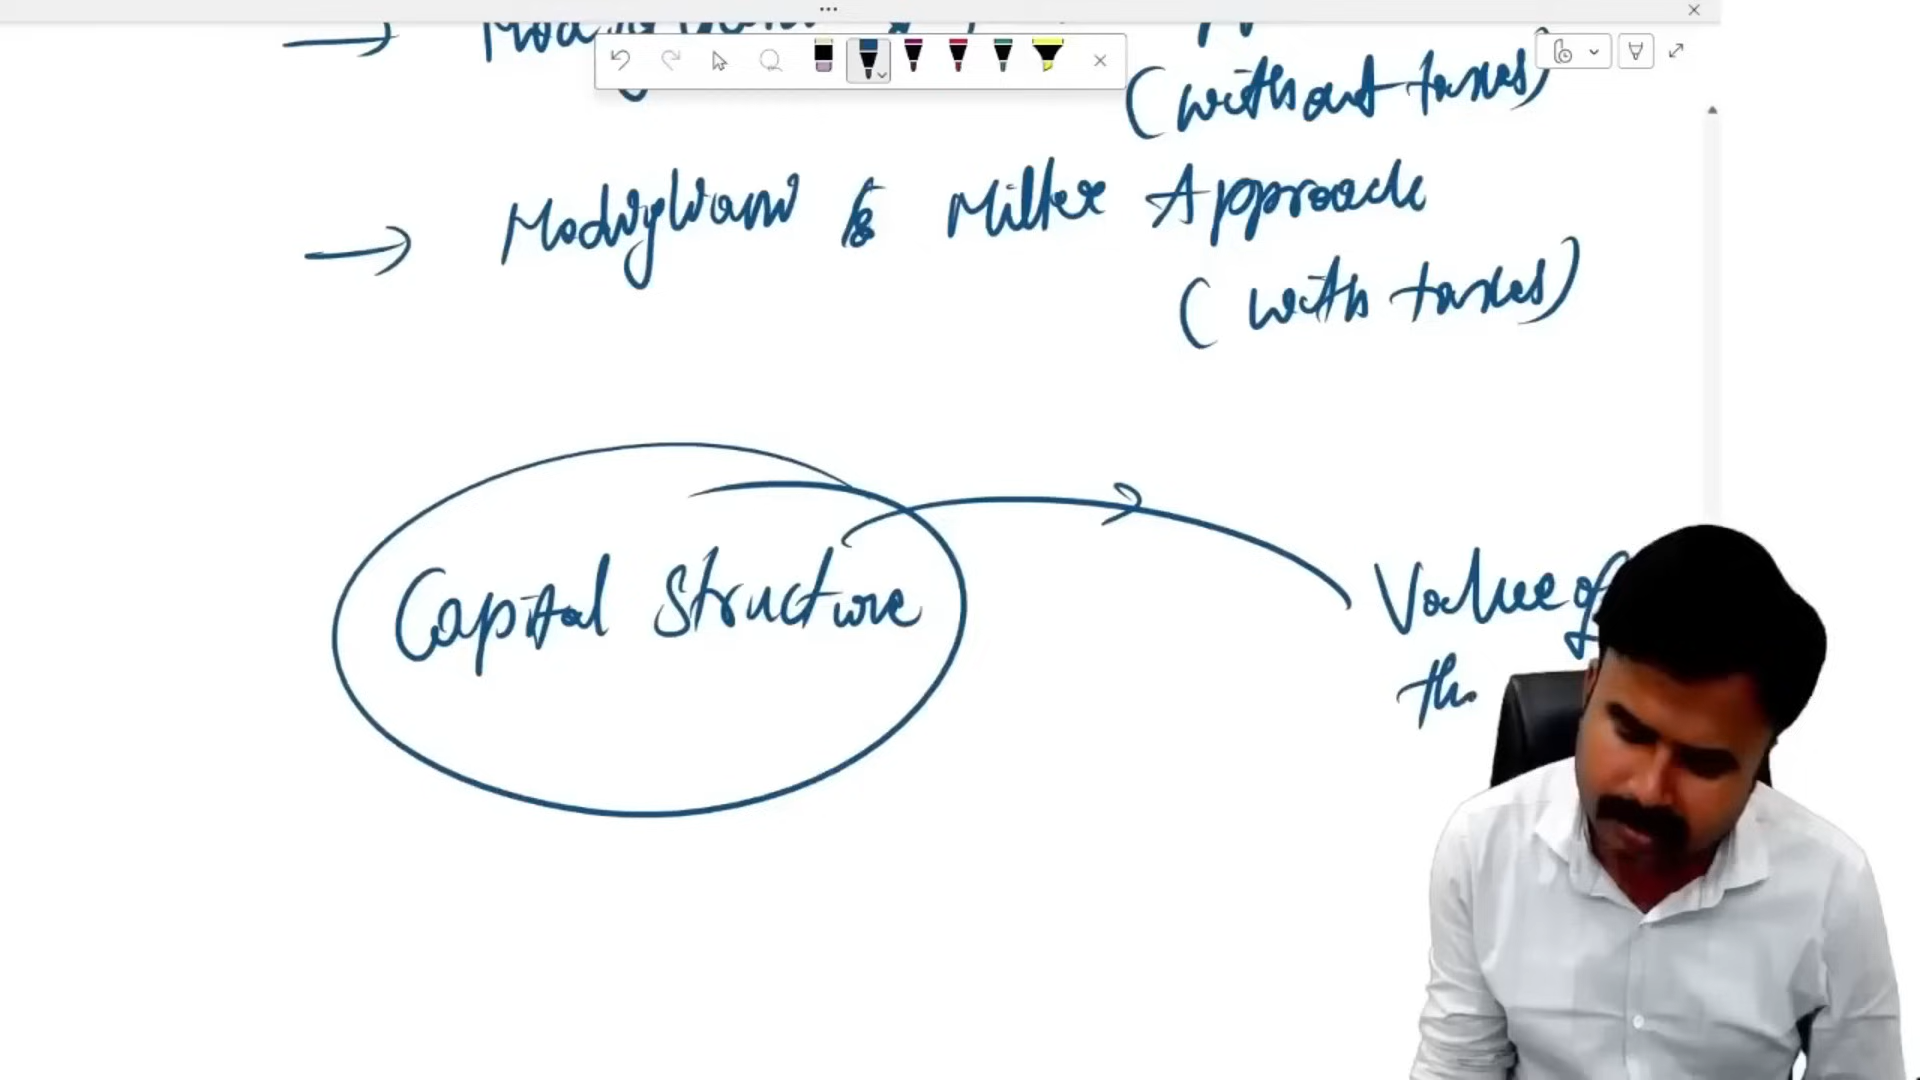 (without taxes)
→ Modigliani & Miller Approach
(with taxes)
Capital Structure
Value of
the